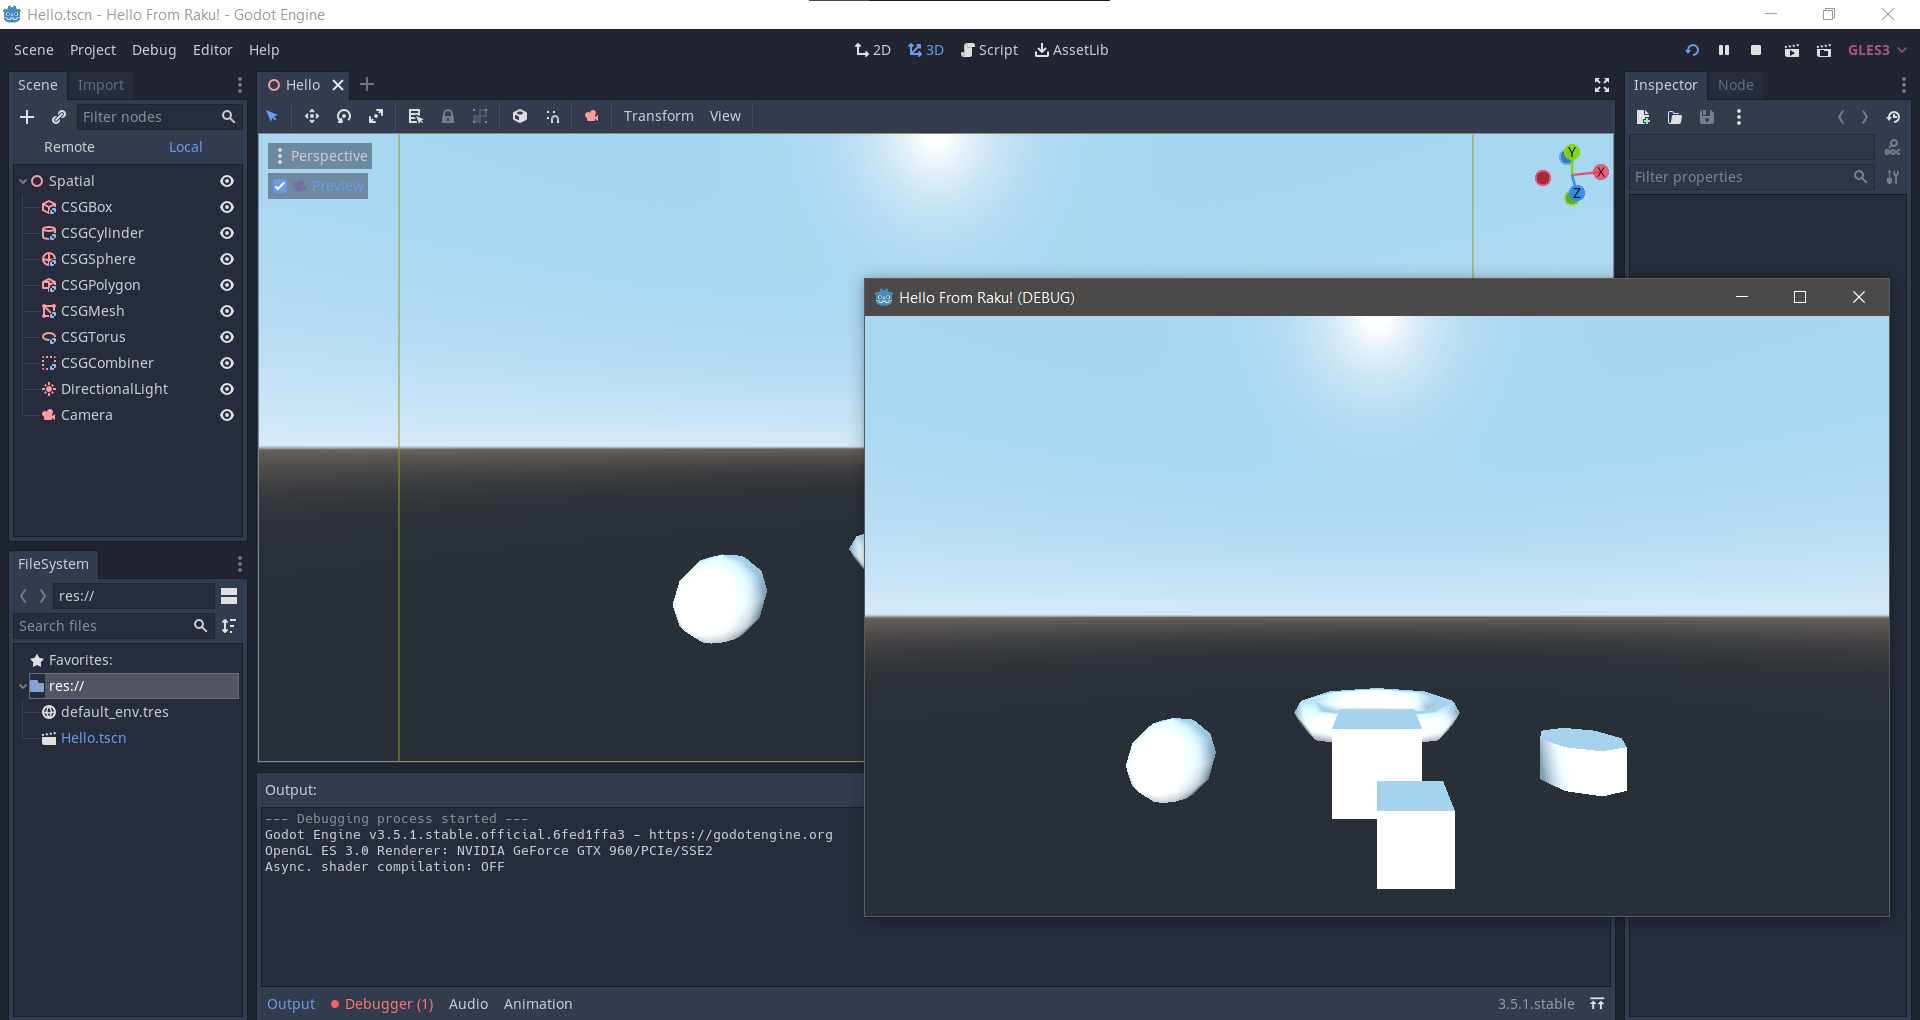 Hello.tscn - Hello From Raku! - Godot Engine
Scene Project Debug Editor Help
2D 3D Script AssetLib
GLES3
Scene Import
Filter nodes
Remote Local
Spatial
CSGBox
CSGCylinder
CSGSphere
CSGPolygon
CSGMesh
CSGTorus
CSGCombiner
DirectionalLight
Camera
FileSystem
res://
Search files
Favorites:
res://
default_env.tres
Hello.tscn
Hello
Transform View
Perspective
Preview
Y
X
Z
Hello From Raku! (DEBUG)
Output:
--- Debugging process started ---
Godot Engine v3.5.1.stable.official.6fed1ffa3 - https://godotengine.org
OpenGL ES 3.0 Renderer: NVIDIA GeForce GTX 960/PCIe/SSE2
Async. shader compilation: OFF
Output Debugger (1) Audio Animation
3.5.1.stable
Inspector Node
DOC
Filter properties